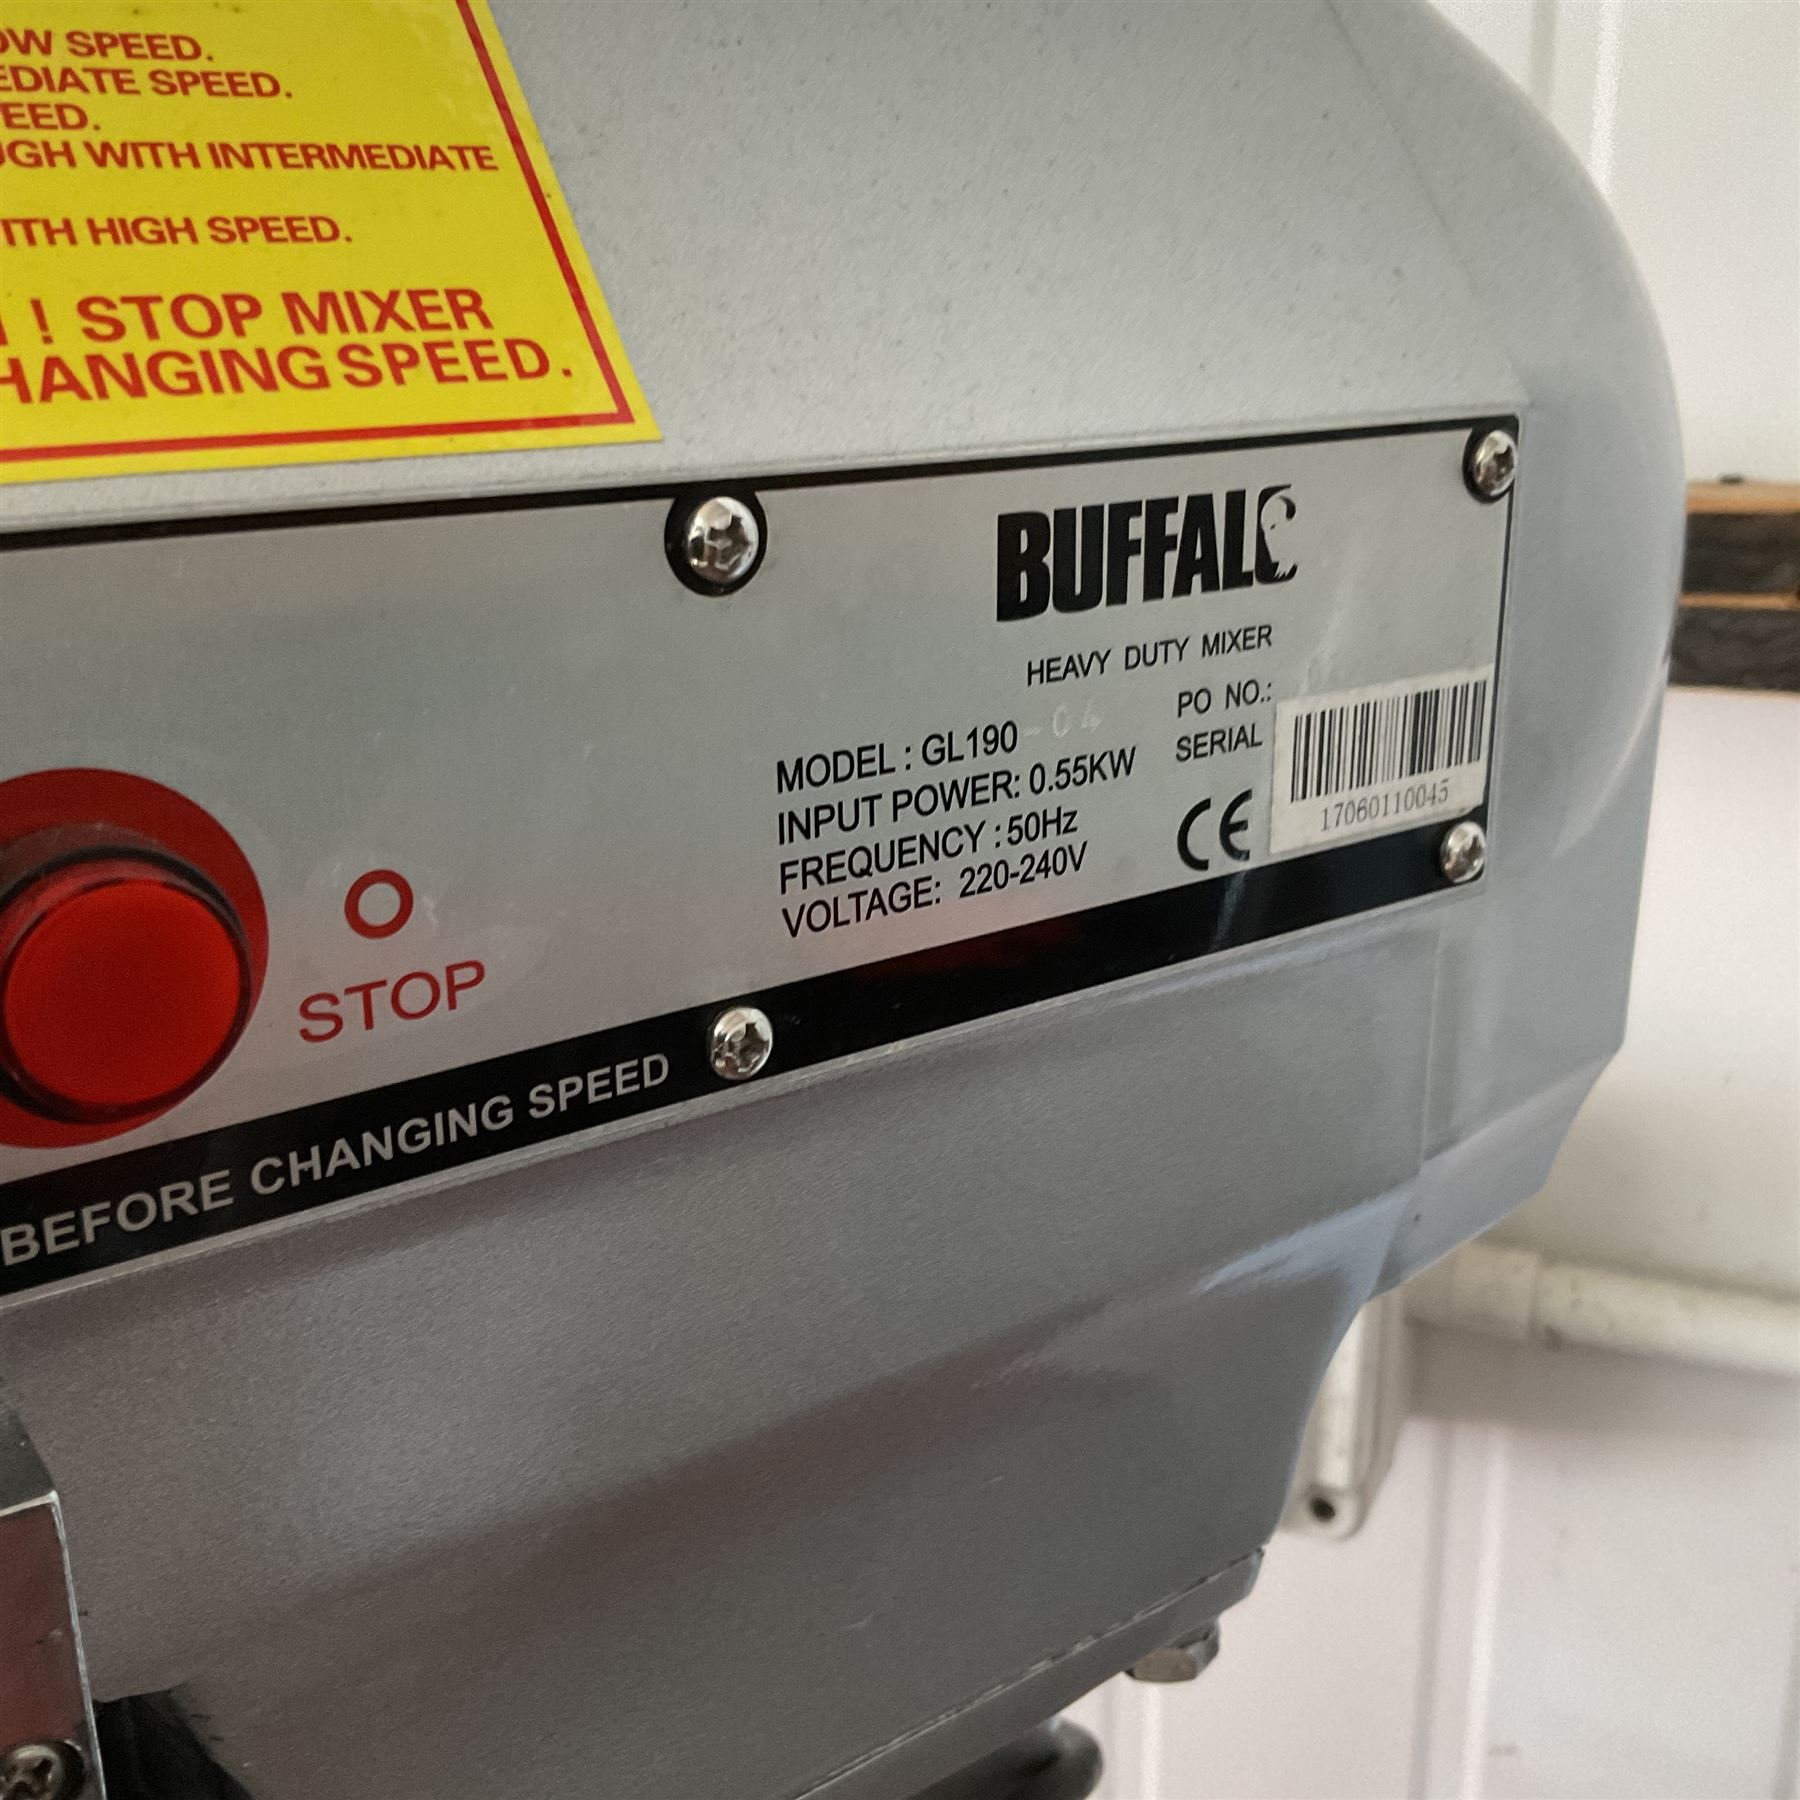 OW SPEED.
EDIATE SPEED.
EED.
UGH WITH INTERMEDIATE
ITH HIGH SPEED.
! STOP MIXER
HANGING SPEED.
BUFFALO
HEAVY DUTY MIXER
MODEL : GL190
INPUT POWER: 0.55KW
FREQUENCY : 50Hz
VOLTAGE: 220-240V
PO NO.:
SERIAL
17060110045
CE
STOP
BEFORE CHANGING SPEED